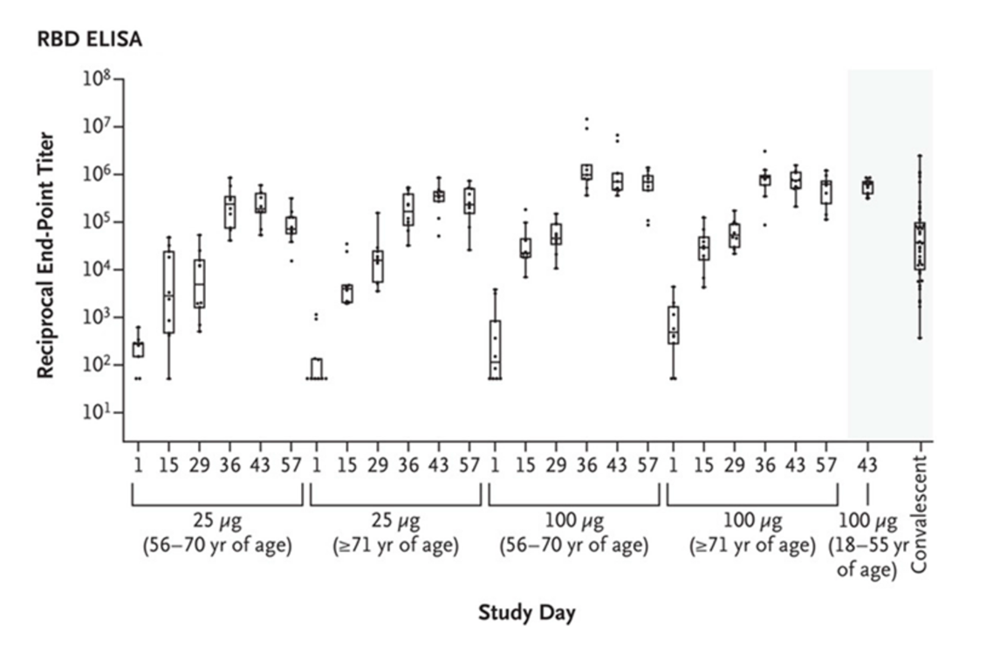 RBD ELISA
Reciprocal End-Point Titer
10⁸
10⁷
10⁶
10⁵
10⁴
10³
10²
10¹
1 15 29 36 43 57 1 15 29 36 43 57 1 15 29 36 43 57 1 15 29 36 43 57 43 Convalescent
25 µg 25 µg 100 µg 100 µg 100 µg
(56–70 yr of age) (≥71 yr of age) (56–70 yr of age) (≥71 yr of age) (18–55 yr
of age)
Study Day